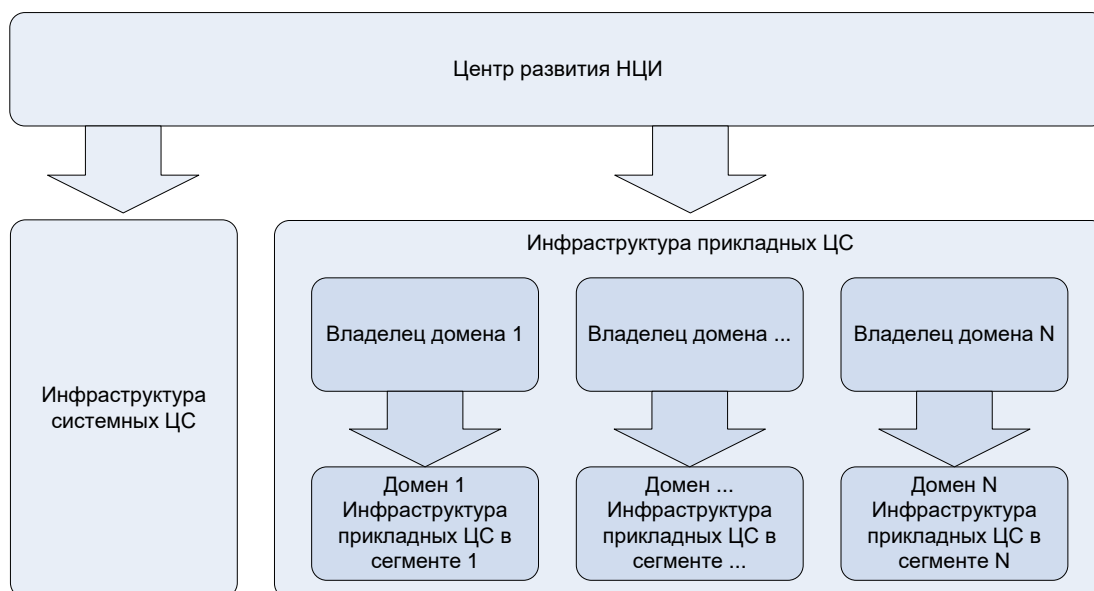 Центр развития НЦИ
Инфраструктура прикладных ЦС
Инфраструктура
системных ЦС
Владелец домена 1
Владелец домена ...
Владелец домена N
Домен 1
Инфраструктура
прикладных ЦС в
сегменте 1
Домен ...
Инфраструктура
прикладных ЦС в
сегменте ...
Домен N
Инфраструктура
прикладных ЦС в
сегменте N